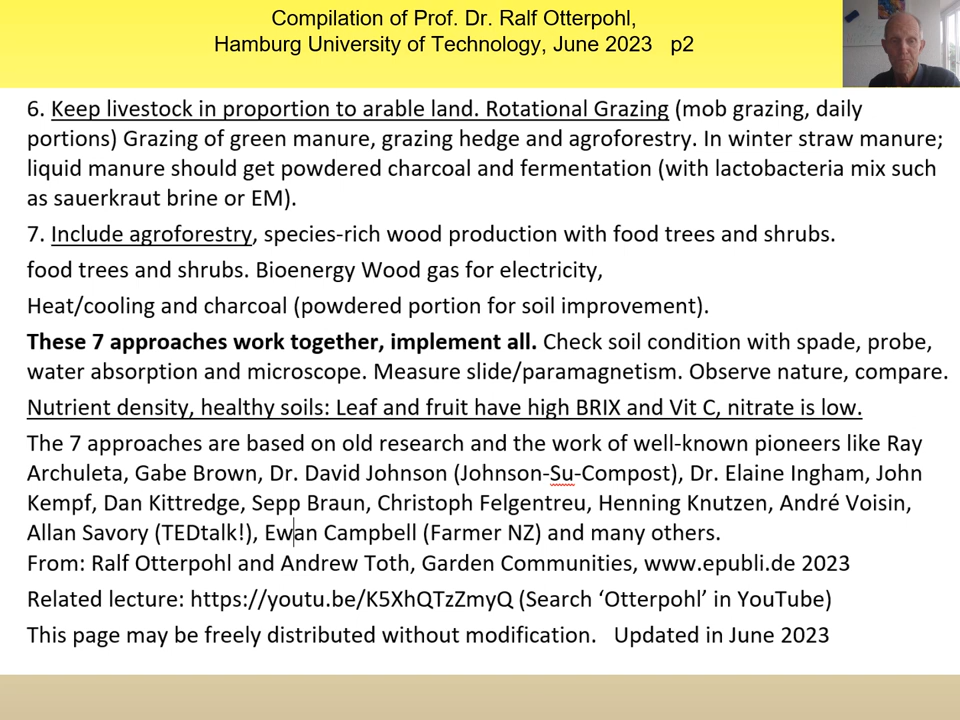 Compilation of Prof. Dr. Ralf Otterpohl,
Hamburg University of Technology, June 2023 p2
6. Keep livestock in proportion to arable land. Rotational Grazing (mob grazing, daily
portions) Grazing of green manure, grazing hedge and agroforestry. In winter straw manure;
liquid manure should get powdered charcoal and fermentation (with lactobacteria mix such
as sauerkraut brine or EM).
7. Include agroforestry, species-rich wood production with food trees and shrubs.
food trees and shrubs. Bioenergy Wood gas for electricity,
Heat/cooling and charcoal (powdered portion for soil improvement).
These 7 approaches work together, implement all. Check soil condition with spade, probe,
water absorption and microscope. Measure slide/paramagnetism. Observe nature, compare.
Nutrient density, healthy soils: Leaf and fruit have high BRIX and Vit C, nitrate is low.
The 7 approaches are based on old research and the work of well-known pioneers like Ray
Archuleta, Gabe Brown, Dr. David Johnson (Johnson-Su-Compost), Dr. Elaine Ingham, John
Kempf, Dan Kittredge, Sepp Braun, Christoph Felgentreu, Henning Knutzen, André Voisin,
Allan Savory (TEDtalk!), Ewan Campbell (Farmer NZ) and many others.
From: Ralf Otterpohl and Andrew Toth, Garden Communities, www.epubli.de 2023
Related lecture: https://youtu.be/K5XhQTzZmyQ (Search ‘Otterpohl’ in YouTube)
This page may be freely distributed without modification. Updated in June 2023